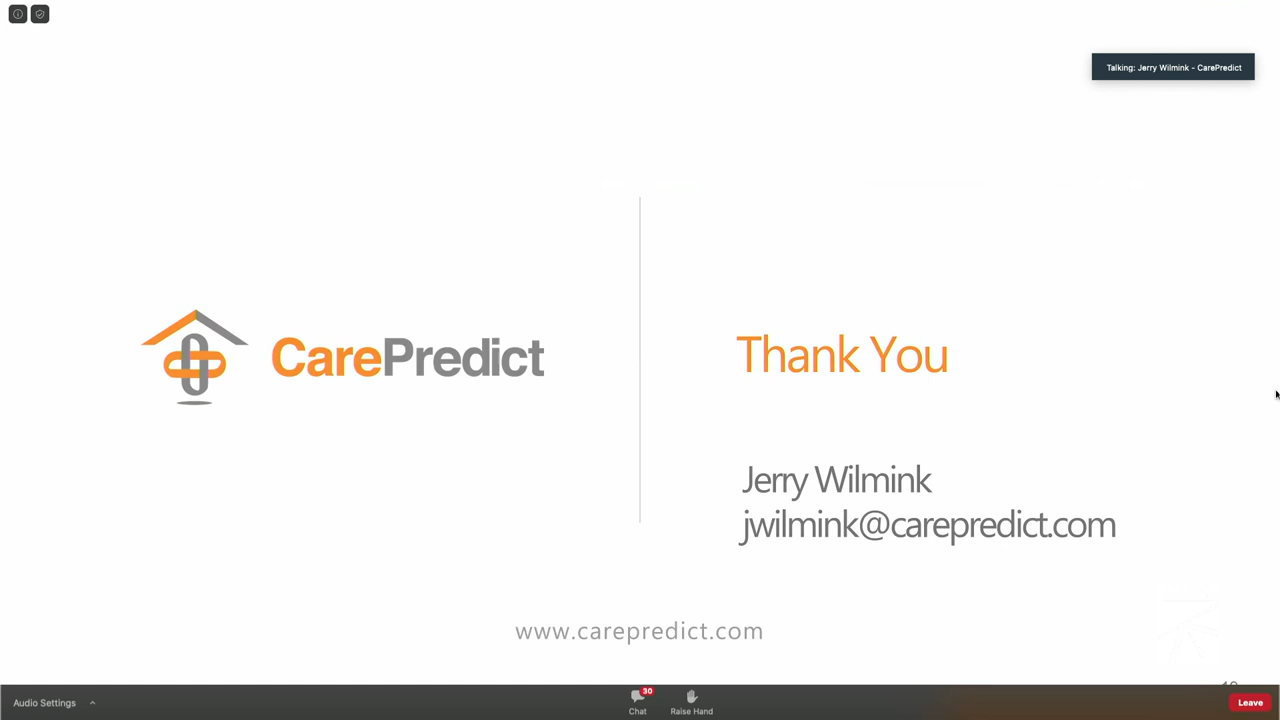 Talking: Jerry Wilmink - CarePredict
CarePredict
Thank You
Jerry Wilmink
jwilmink@carepredict.com
www.carepredict.com
Audio Settings
30
Chat
Raise Hand
Leave